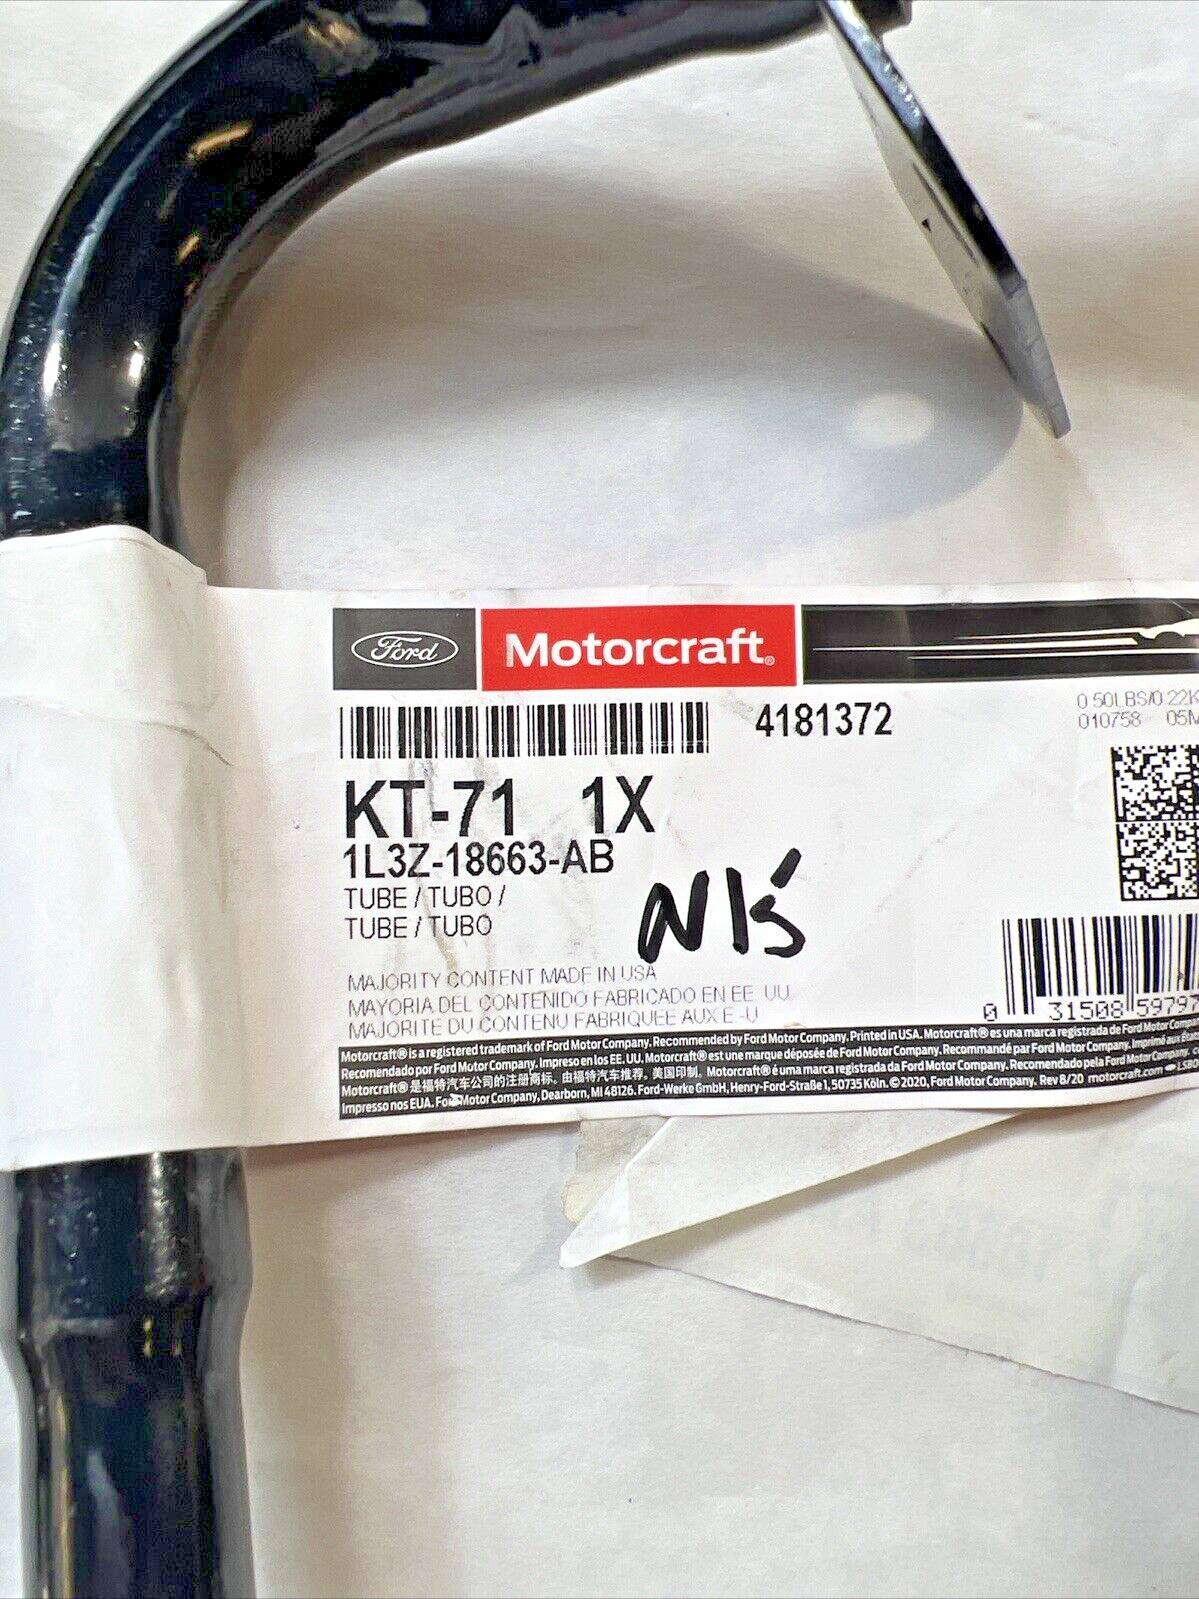 Ford Motorcraft®
4181372
0 50LBS/0 22K
010758 05M
KT-71 1X
1L3Z-18663-AB
TUBE / TUBO /
TUBE / TUBO
N15
MAJORITY CONTENT MADE IN USA
MAYORIA DEL CONTENIDO FABRICADO EN EE UU
MAJORITE DU CONTENU FABRIQUEE AUX E-U
0 31508 59797
Motorcraft® is a registered trademark of Ford Motor Company. Recommended by Ford Motor Company. Printed in USA. Motorcraft® es una marca registrada de Ford Motor Company.
Recomendado por Ford Motor Company. Impreso en los EE. UU. Motorcraft® est une marque déposée de Ford Motor Company. Recommandé par Ford Motor Company. Imprimé aux
Motorcraft® 是福特汽车公司的注册商标。由福特汽车推荐。美国印制。Motorcraft® é uma marca registrada da Ford Motor Company. Recomendado pela Ford Motor Company.
Impresso nos EUA. Ford Motor Company, Dearborn, MI 48126. Ford-Werke GmbH, Henry-Ford-Straße 1, 50735 Köln. ©2020, Ford Motor Company. Rev 8/20 motorcraft.com